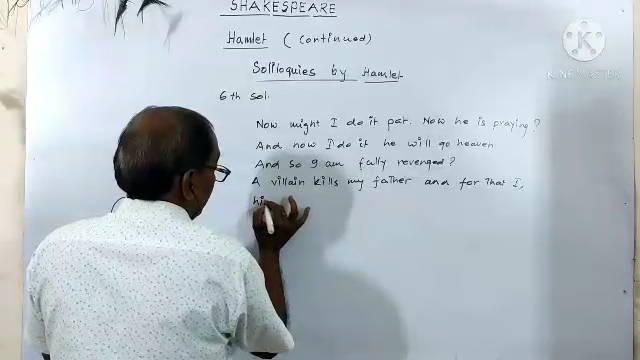 SHAKESPEARE
Hamlet (continued)
Soliloquies by Hamlet
6th Sol.
Now might I do it pat. Now he is praying?
And now I do it he will go heaven
And so I am fully revenged?
A villain kills my father and for that I,
hi
KINEMASTER